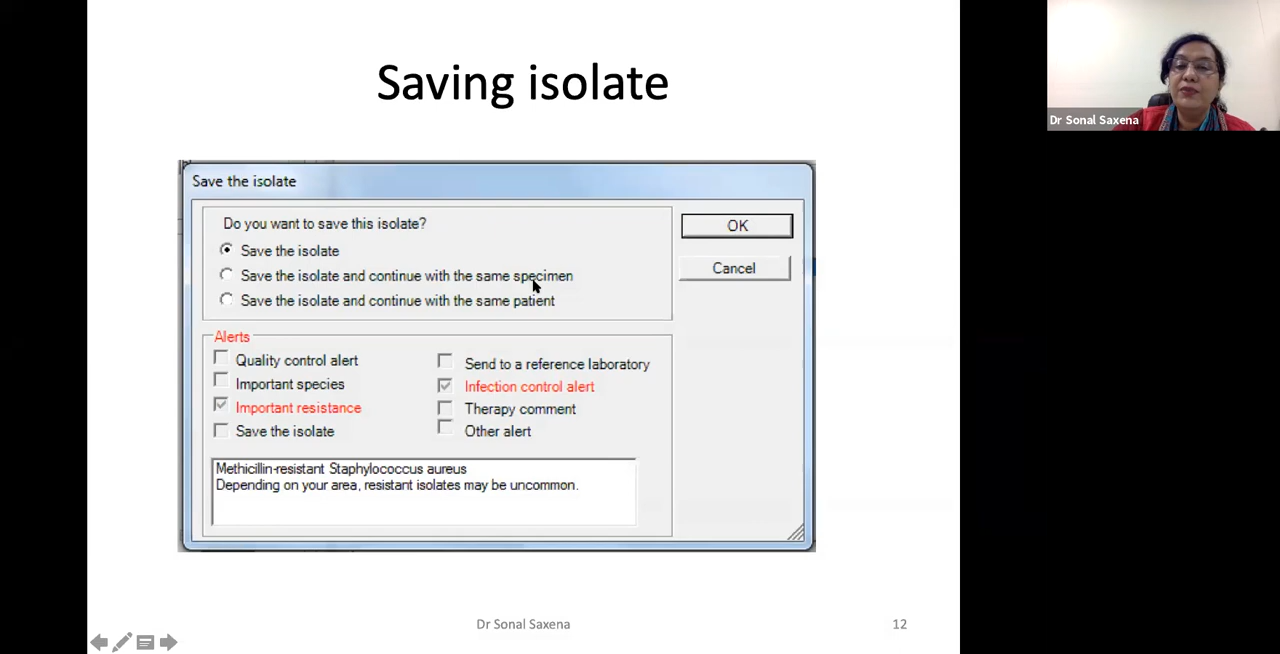 Saving isolate
Save the isolate
Do you want to save this isolate?
Save the isolate
Save the isolate and continue with the same specimen
Save the isolate and continue with the same patient
OK
Cancel
Alerts
Quality control alert
Important species
Important resistance
Save the isolate
Send to a reference laboratory
Infection control alert
Therapy comment
Other alert
Methicillin-resistant Staphylococcus aureus
Depending on your area, resistant isolates may be uncommon.
Dr Sonal Saxena
12
Dr Sonal Saxena